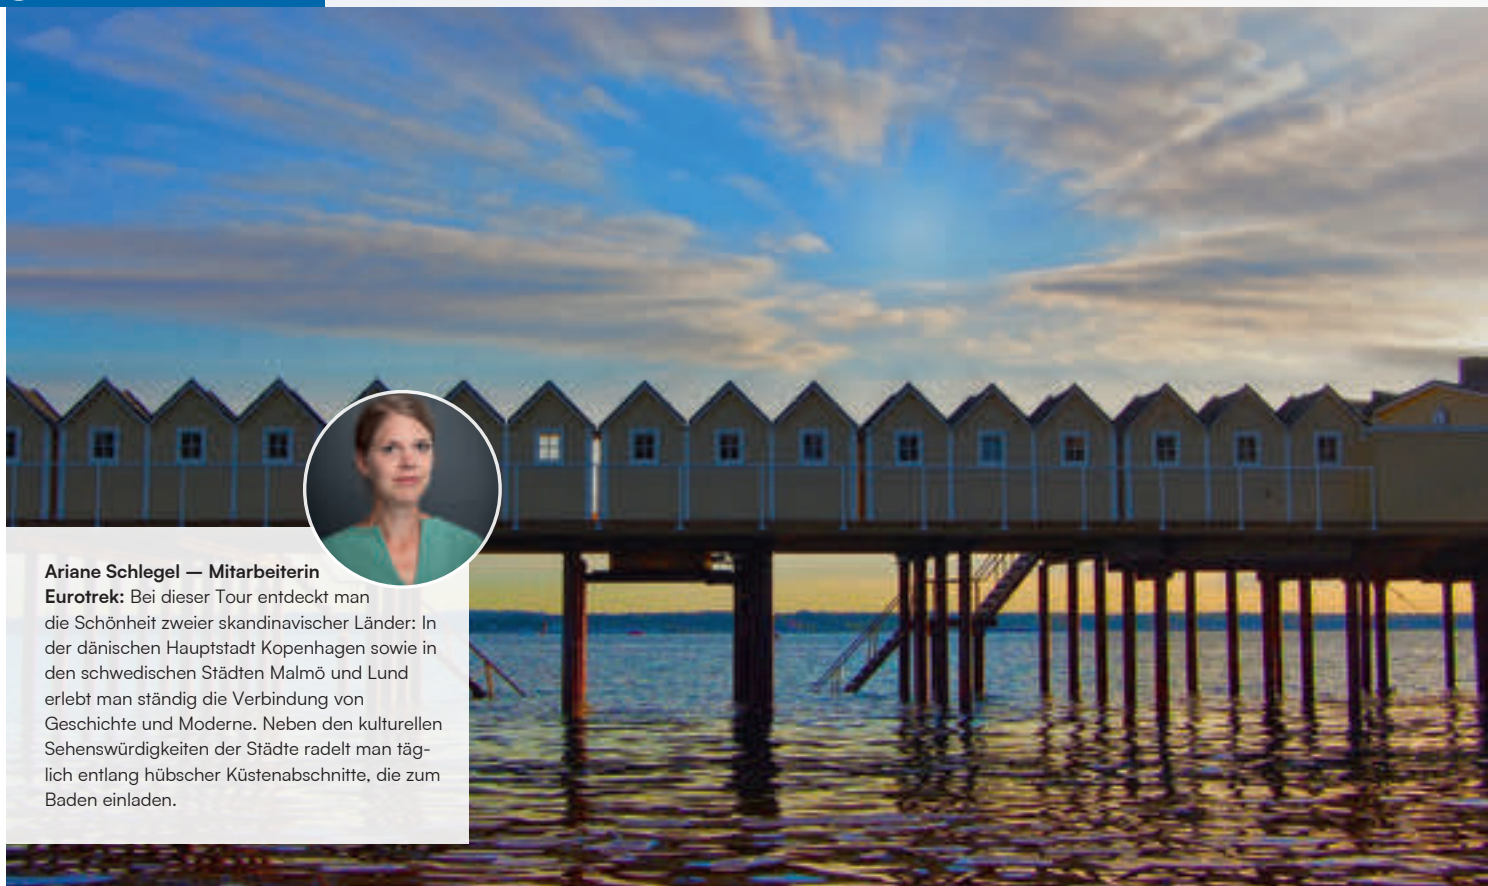 Ariane Schlegel — Mitarbeiterin
Eurotrek: Bei dieser Tour entdeckt man
die Schönheit zweier skandinavischer Länder: In
der dänischen Hauptstadt Kopenhagen sowie in
den schwedischen Städten Malmö und Lund
erlebt man ständig die Verbindung von
Geschichte und Moderne. Neben den kulturellen
Sehenswürdigkeiten der Städte radelt man täg-
lich entlang hübscher Küstenabschnitte, die zum
Baden einladen.